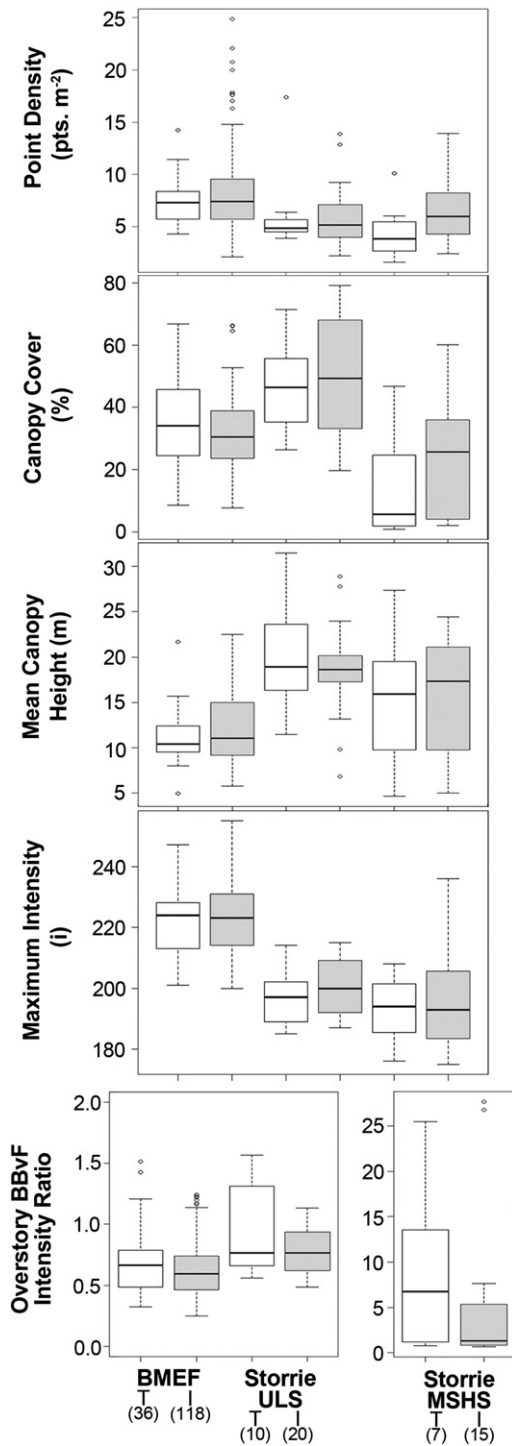 Point Density
(pts. m⁻²)
25
20
15
10
5
Canopy Cover
(%)
80
60
40
20
0
Mean Canopy
Height (m)
30
25
20
15
10
5
Maximum Intensity
(i)
240
220
200
180
Overstory BBvF
Intensity Ratio
2.0
1.5
1.0
0.5
0.0
25
20
15
10
5
0
BMEF
T I
(36) (118)
Storrie
ULS
T I
(10) (20)
Storrie
MSHS
T I
(7) (15)